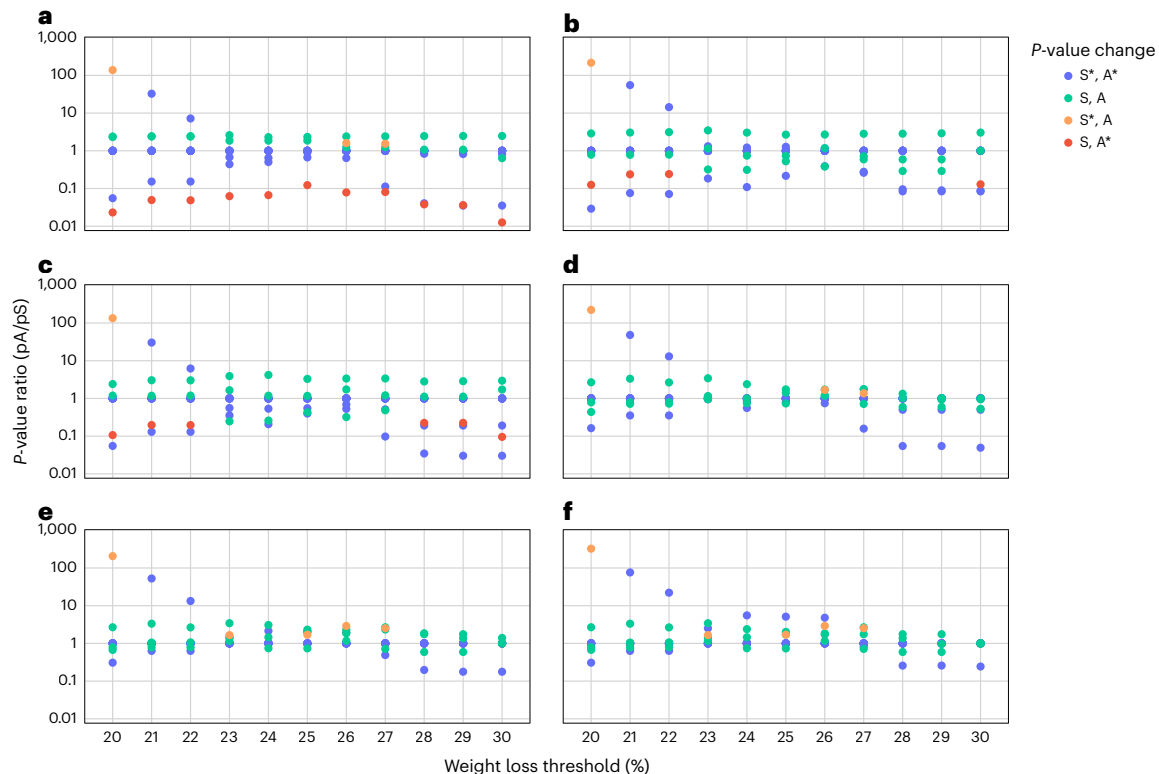 a
b
1,000
100
10
1
0.1
0.01
P-value change
S*, A*
S, A
S*, A
S, A*
c
d
1,000
100
10
1
0.1
0.01
P-value ratio (pA/pS)
e
f
1,000
100
10
1
0.1
0.01
20 21 22 23 24 25 26 27 28 29 30
20 21 22 23 24 25 26 27 28 29 30
Weight loss threshold (%)